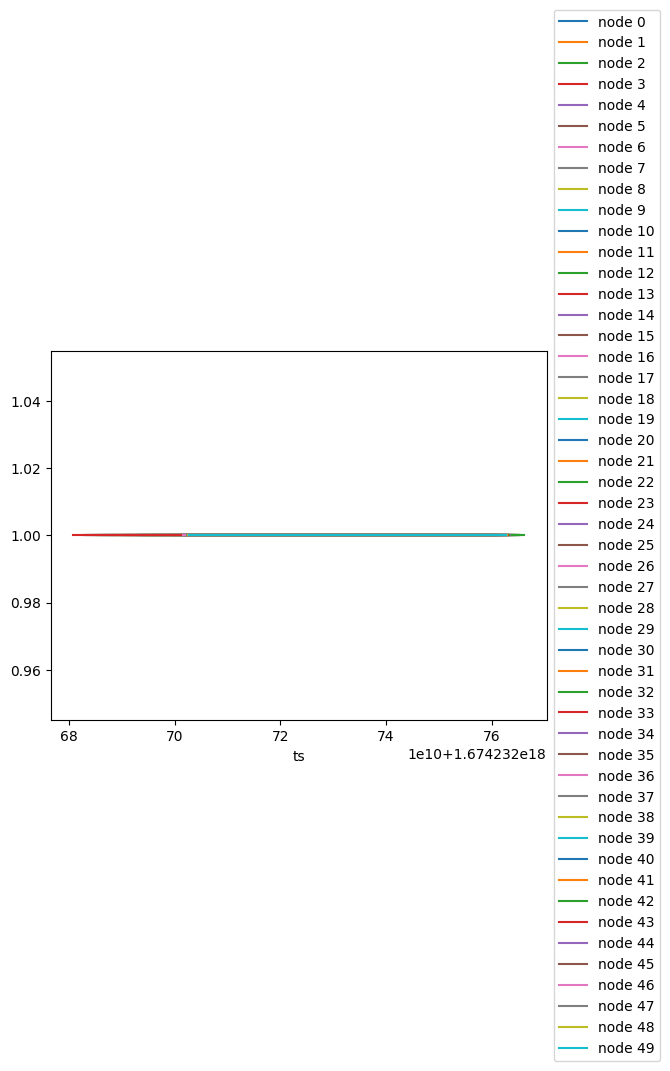 1.04
1.02
1.00
0.98
0.96
68 70 72 74 76
ts
1e10+1.674232e18
node 0
node 1
node 2
node 3
node 4
node 5
node 6
node 7
node 8
node 9
node 10
node 11
node 12
node 13
node 14
node 15
node 16
node 17
node 18
node 19
node 20
node 21
node 22
node 23
node 24
node 25
node 26
node 27
node 28
node 29
node 30
node 31
node 32
node 33
node 34
node 35
node 36
node 37
node 38
node 39
node 40
node 41
node 42
node 43
node 44
node 45
node 46
node 47
node 48
node 49